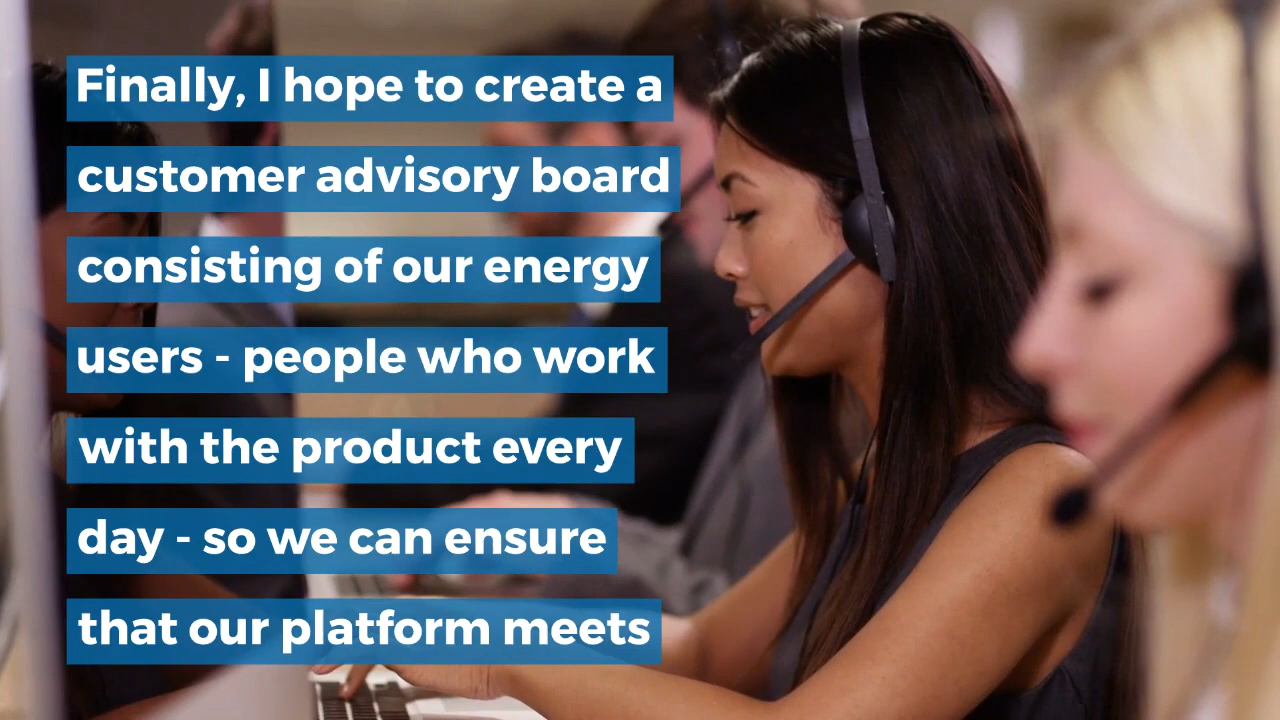 Finally, I hope to create a
customer advisory board
consisting of our energy
users - people who work
with the product every
day - so we can ensure
that our platform meets